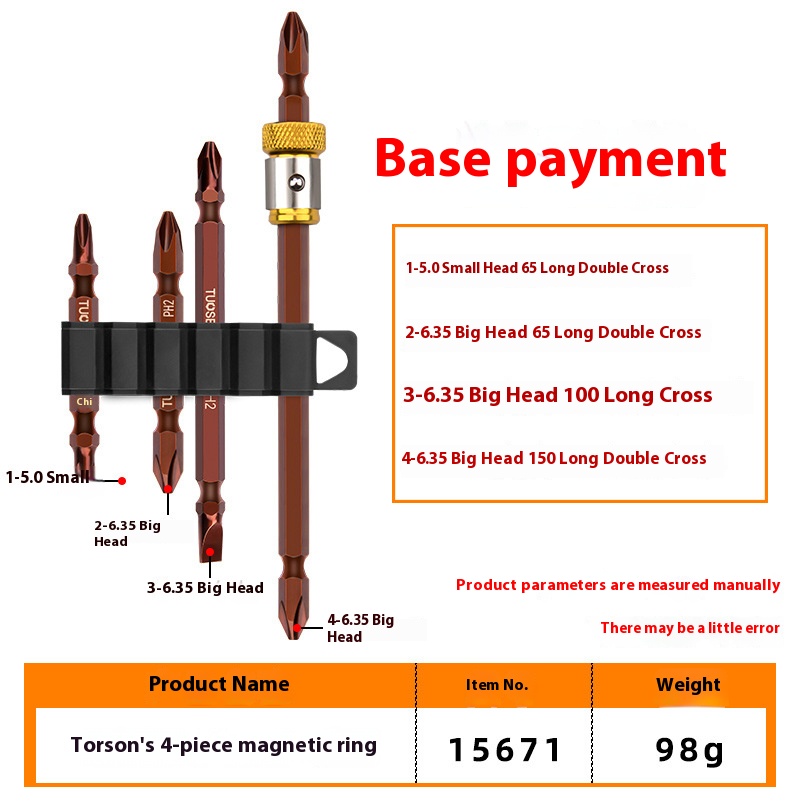 Base payment
1-5.0 Small Head 65 Long Double Cross
2-6.35 Big Head 65 Long Double Cross
3-6.35 Big Head 100 Long Cross
4-6.35 Big Head 150 Long Double Cross
PH2
Chi
1-5.0 Small
2-6.35 Big
Head
3-6.35 Big Head
4-6.35 Big
Head
Product parameters are measured manually
There may be a little error
Product Name Item No. Weight
Torson's 4-piece magnetic ring 15671 98g